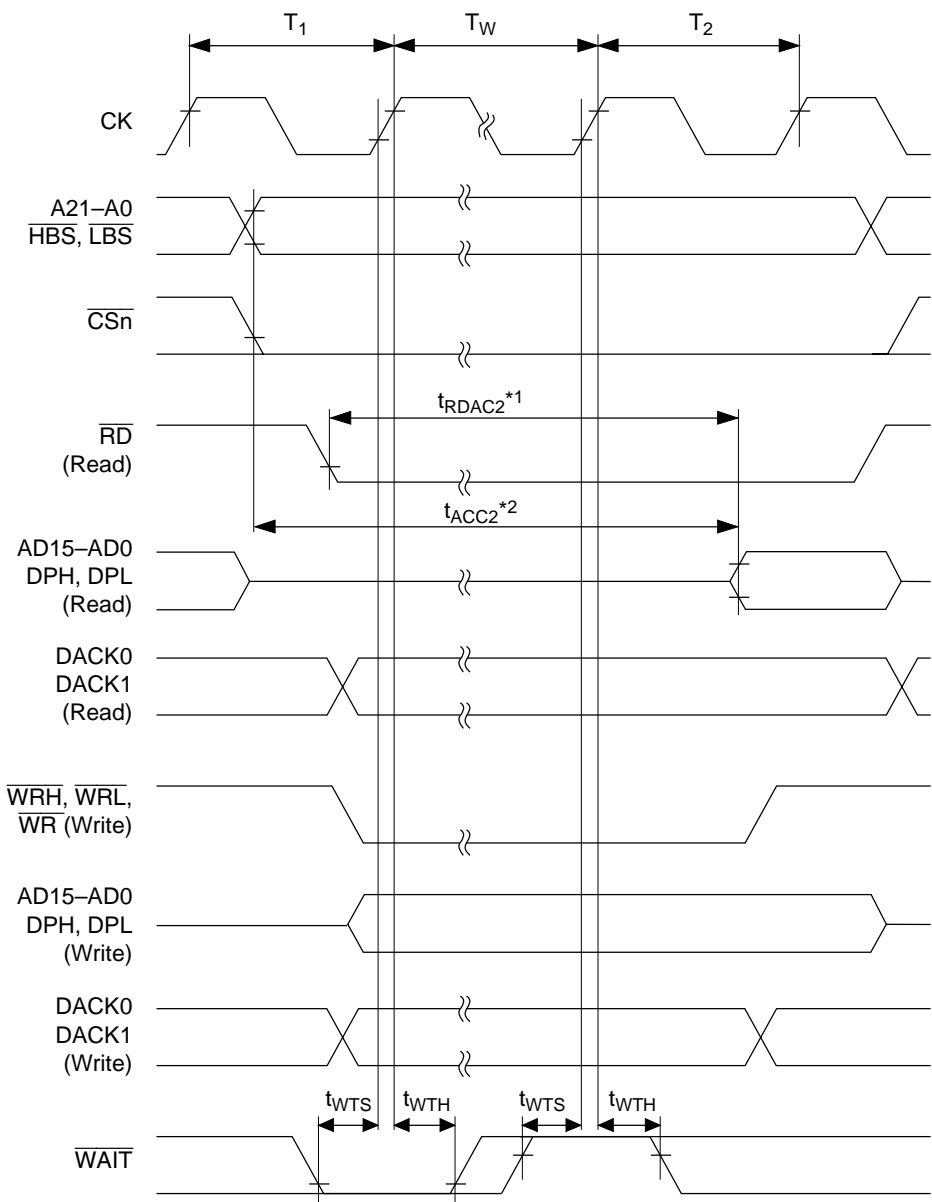 T1 TW T2
CK
A21–A0
HBS, LBS
CSn
tRDAC2*1
RD
(Read)
tACC2*2
AD15–AD0
DPH, DPL
(Read)
DACK0
DACK1
(Read)
WRH, WRL,
WR (Write)
AD15–AD0
DPH, DPL
(Write)
DACK0
DACK1
(Write)
tWTS tWTH tWTS tWTH
WAIT